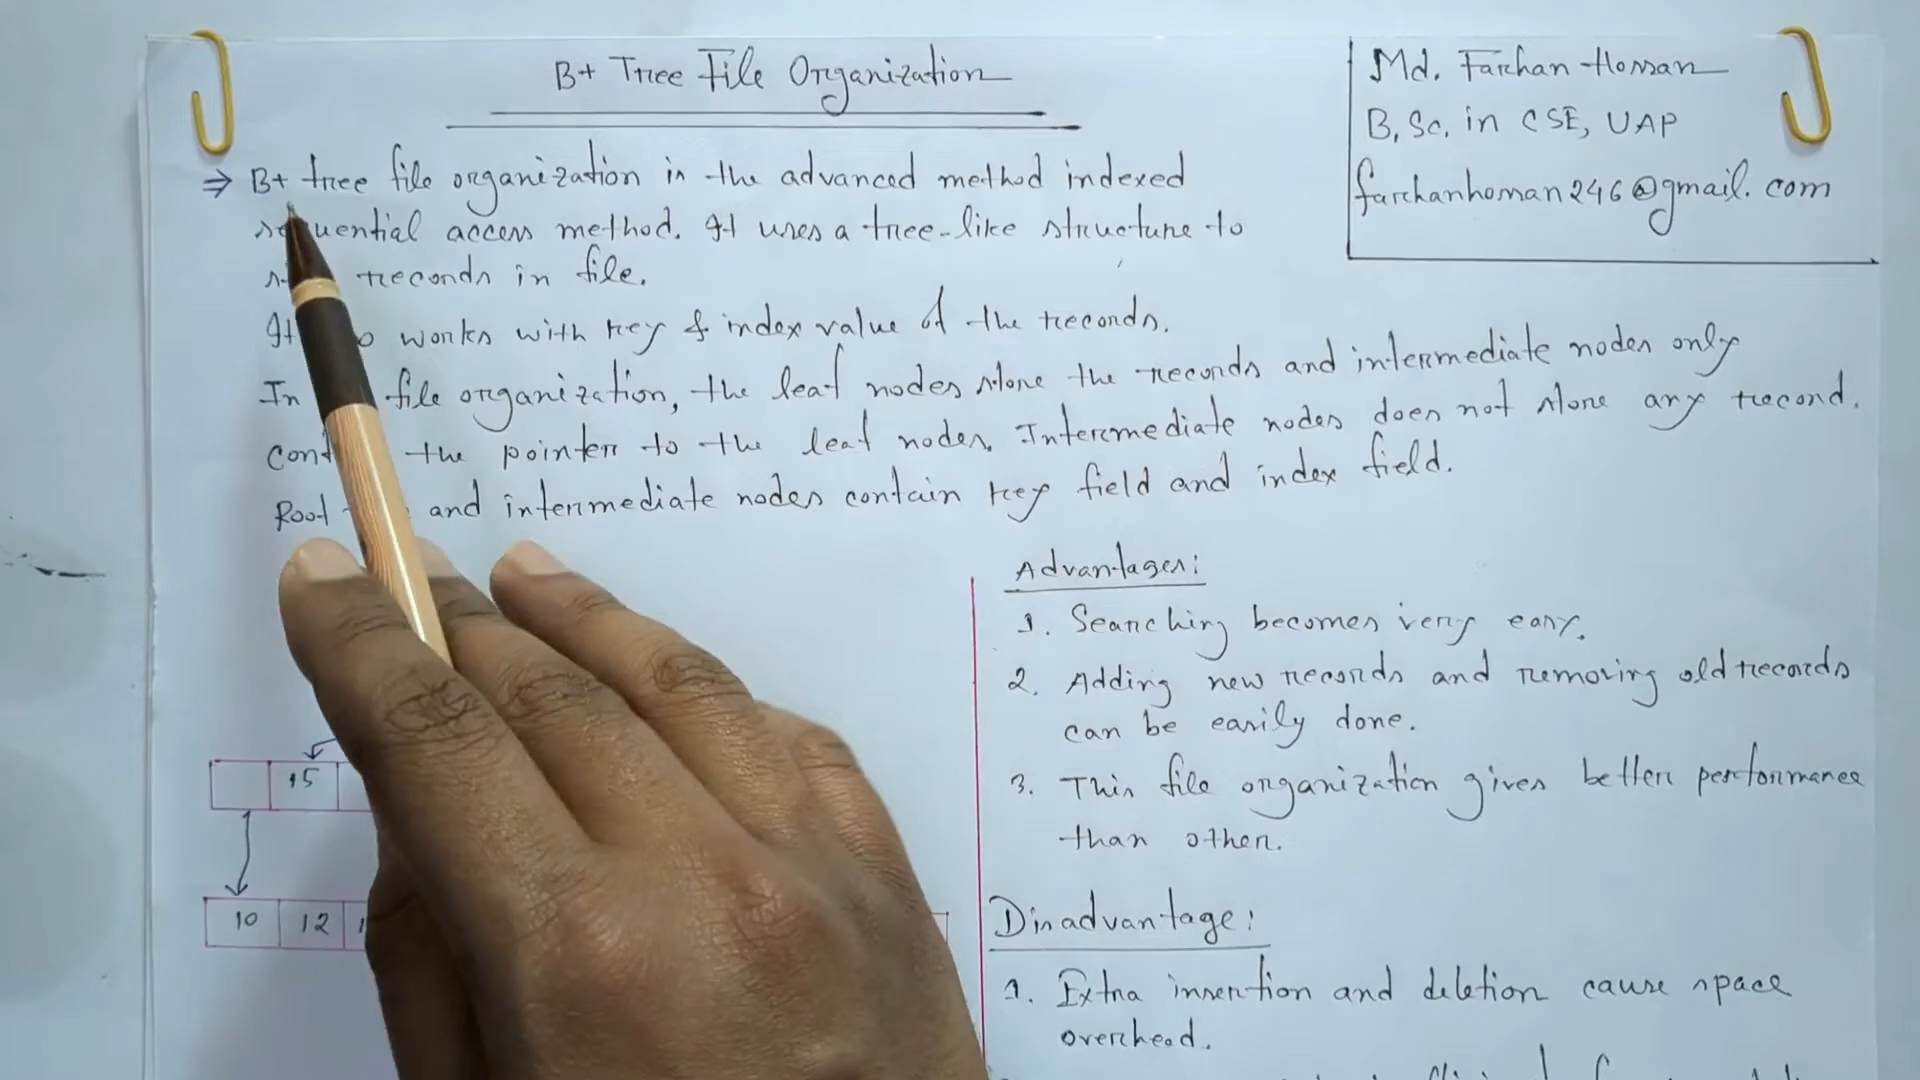 B+ Tree File Organization
Md. Farhan Hossan
B.Sc. in CSE, UAP
farhanhossan246@gmail.com
⇒ B+ tree file organization is the advanced method indexed
sequential access method. It uses a tree-like structure to
records in file.
It works with key & index value of the records.
In file organization, the leaf nodes store the records and intermediate nodes only
the pointer to the leaf nodes. Intermediate nodes does not store any record.
Root and intermediate nodes contain key field and index field.
15
10 12
Advantages:
1. Searching becomes very easy.
2. Adding new records and removing old records
can be easily done.
3. This file organization gives better performance
than other.
Disadvantage:
1. Extra insertion and deletion cause space
overhead.